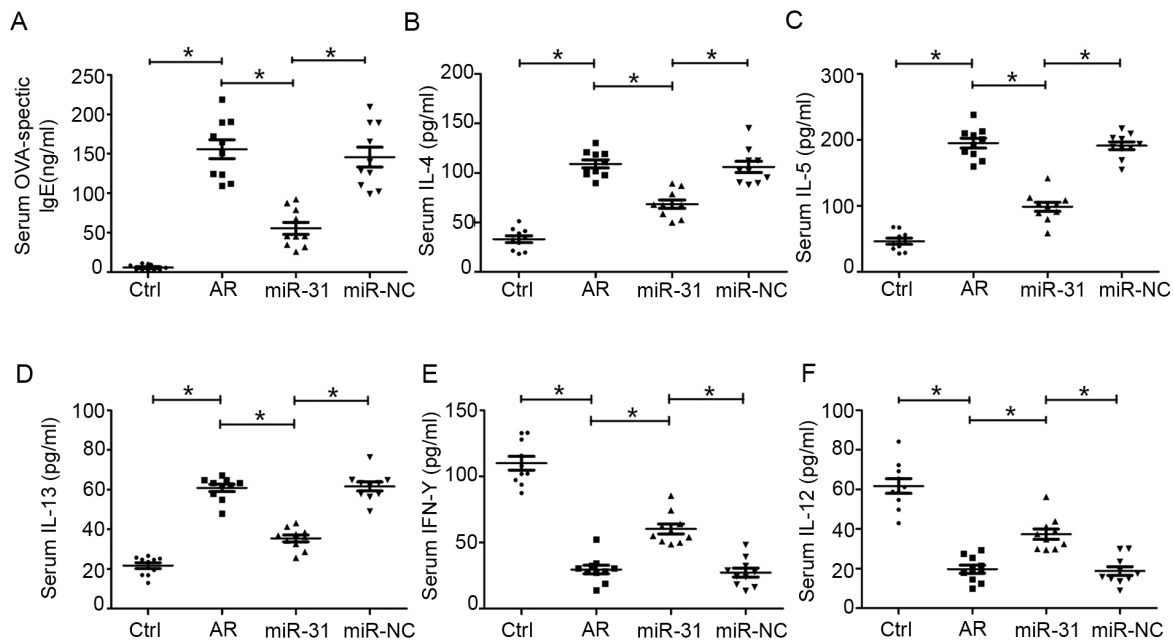 A
Serum OVA-spectic
IgE(ng/ml)
250
200
150
100
50
0
* * *
Ctrl AR miR-31 miR-NC
B
Serum IL-4 (pg/ml)
200
150
100
50
0
* * *
Ctrl AR miR-31 miR-NC
C
Serum IL-5 (pg/ml)
300
200
100
0
* * *
Ctrl AR miR-31 miR-NC
D
Serum IL-13 (pg/ml)
100
80
60
40
20
0
* * *
Ctrl AR miR-31 miR-NC
E
Serum IFN-Y (pg/ml)
150
100
50
0
* * *
Ctrl AR miR-31 miR-NC
F
Serum IL-12 (pg/ml)
100
80
60
40
20
0
* * *
Ctrl AR miR-31 miR-NC